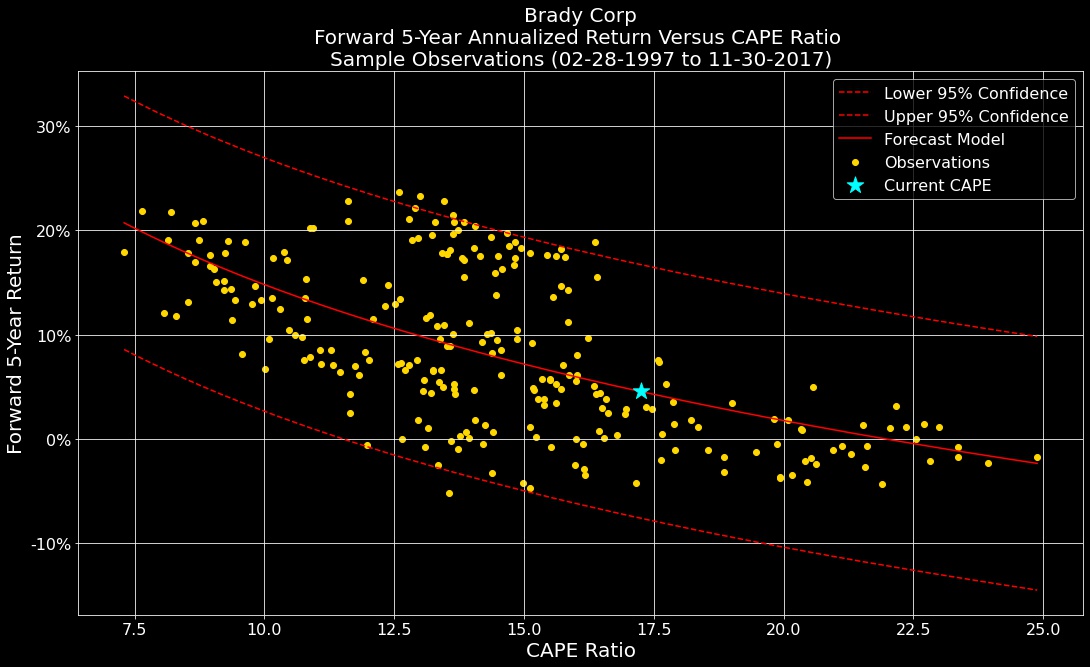 Brady Corp
Forward 5-Year Annualized Return Versus CAPE Ratio
Sample Observations (02-28-1997 to 11-30-2017)
Lower 95% Confidence
Upper 95% Confidence
Forecast Model
Observations
Current CAPE
Forward 5-Year Return
30%
20%
10%
0%
-10%
7.5 10.0 12.5 15.0 17.5 20.0 22.5 25.0
CAPE Ratio